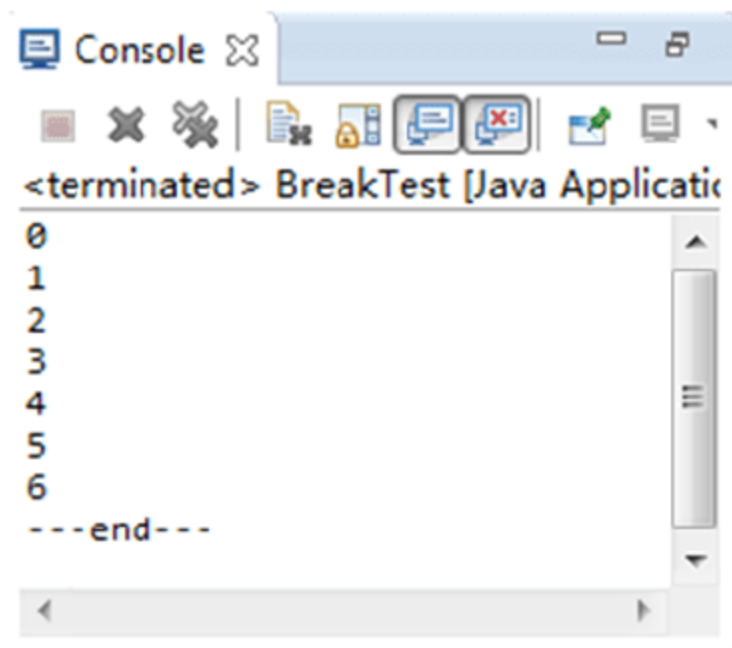 Console
<terminated> BreakTest [Java Applicatio
0
1
2
3
4
5
6
---end---